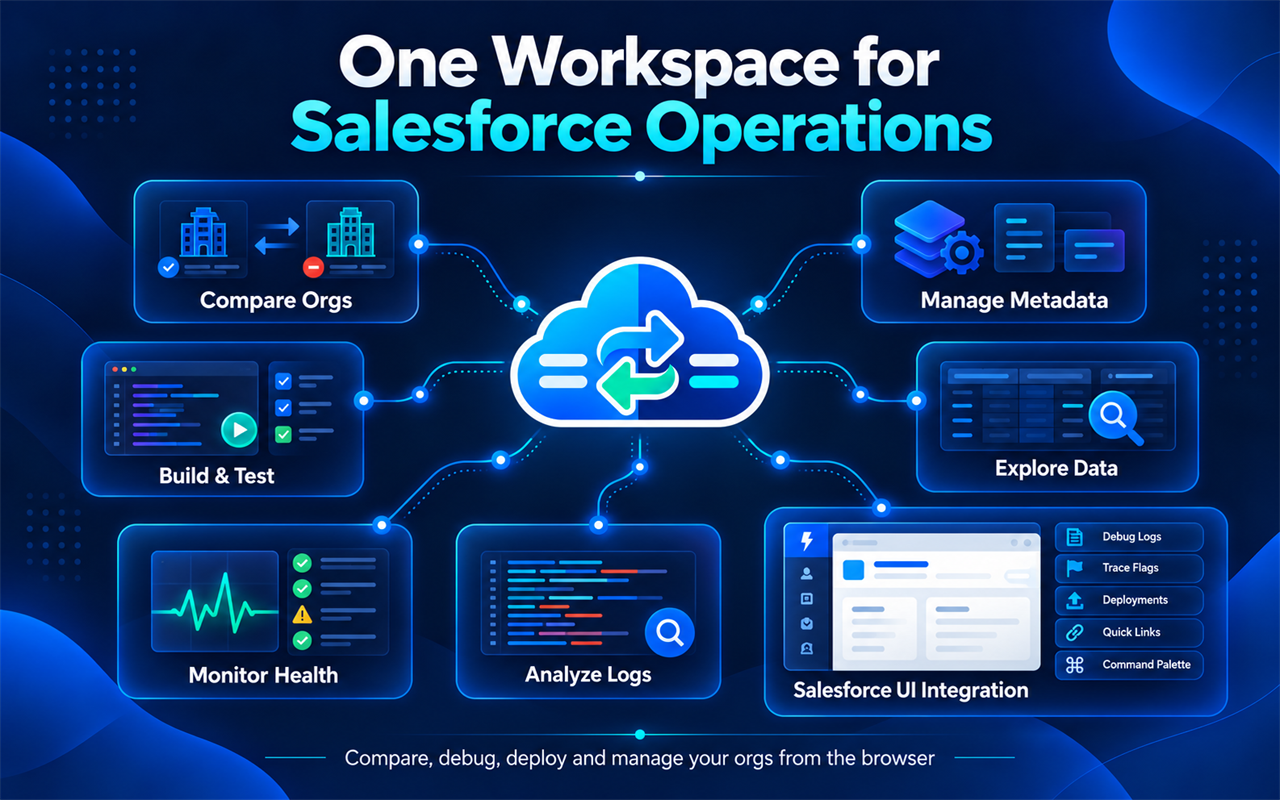 One Workspace for
Salesforce Operations
Compare Orgs
Manage Metadata
Build & Test
Explore Data
Monitor Health
Analyze Logs
Salesforce UI Integration
Debug Logs
Trace Flags
Deployments
Quick Links
Command Palette
Compare, debug, deploy and manage your orgs from the browser